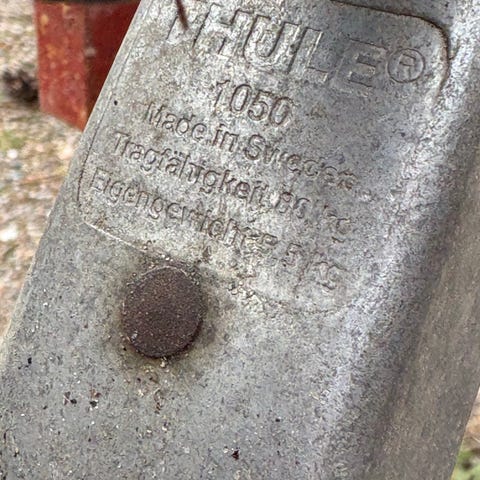 THULE®
1050
Made in Sweden
Tragfähigkeit 80 kg
Eigengewicht 5 kg